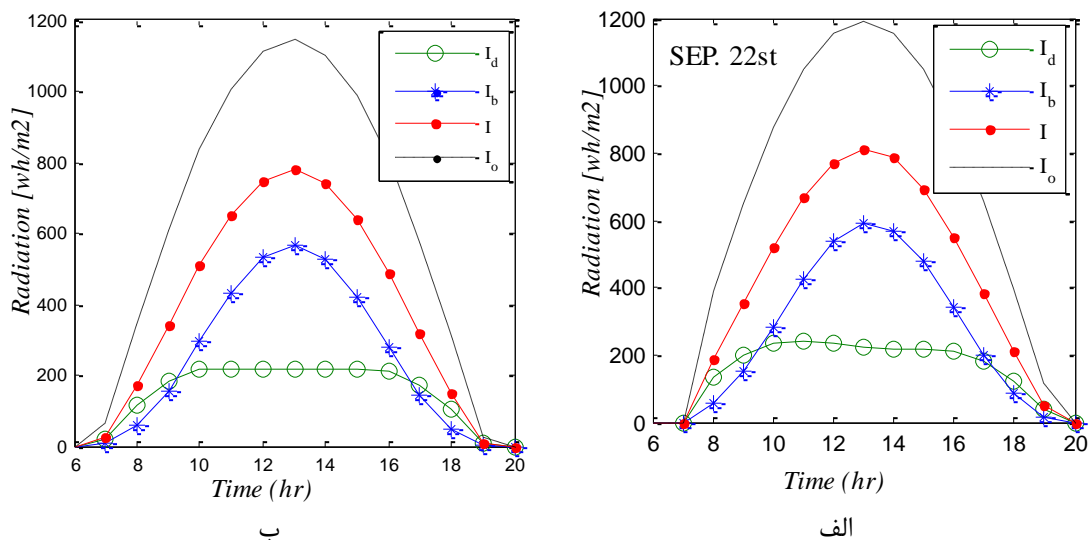 1200
1000
800
600
400
200
0
Radiation [wh/m2]
6 8 10 12 14 16 18 20
Time (hr)
I_d
I_b
I
I_o
ب
1200
1000
800
600
400
200
0
Radiation [wh/m2]
SEP. 22st
6 8 10 12 14 16 18 20
Time (hr)
I_d
I_b
I
I_o
الف